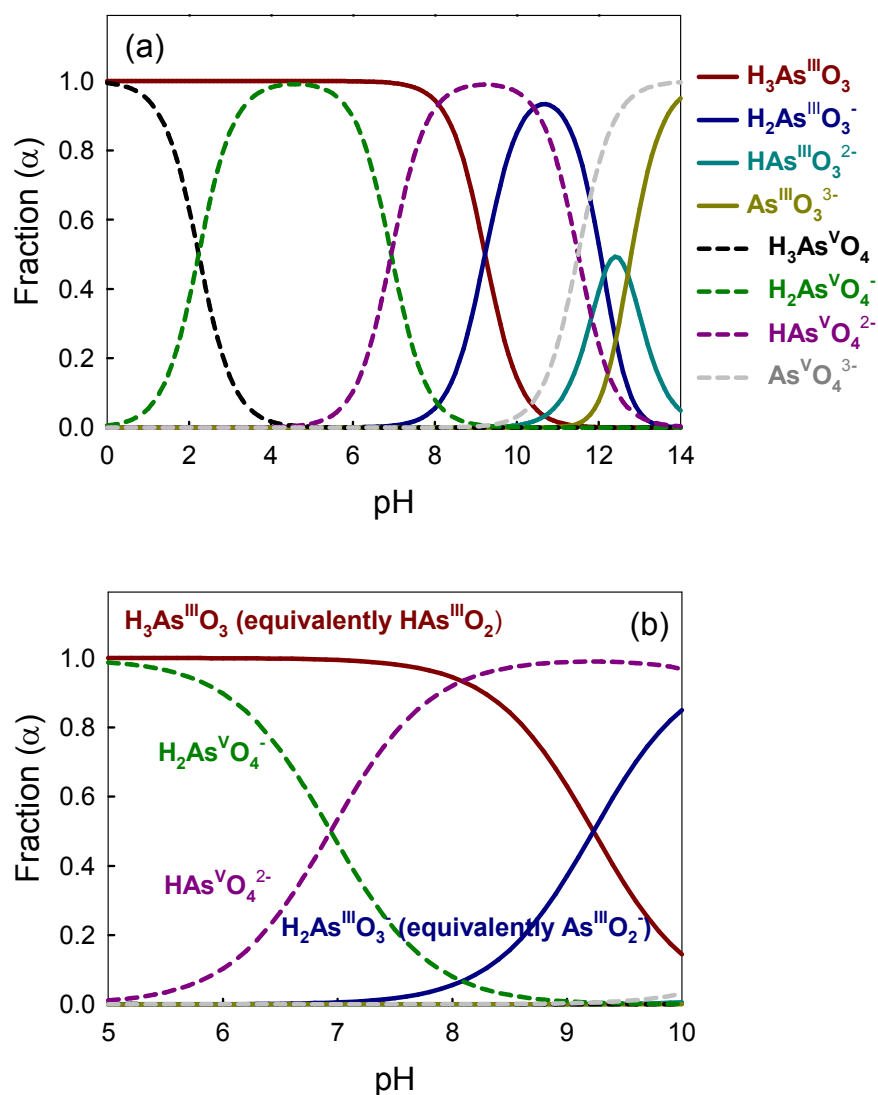 (a)
Fraction (α)
1.0
0.8
0.6
0.4
0.2
0.0
0 2 4 6 8 10 12 14
pH
H₃AsᴵᴵᴵO₃
H₂AsᴵᴵᴵO₃⁻
HAsᴵᴵᴵO₃²⁻
AsᴵᴵᴵO₃³⁻
H₃AsⱽO₄
H₂AsⱽO₄⁻
HAsⱽO₄²⁻
AsⱽO₄³⁻
H₃AsᴵᴵᴵO₃ (equivalently HAsᴵᴵᴵO₂) (b)
Fraction (α)
1.0
0.8
0.6
0.4
0.2
0.0
H₂AsⱽO₄⁻
HAsⱽO₄²⁻
H₂AsᴵᴵᴵO₃⁻ (equivalently AsᴵᴵᴵO₂⁻)
5 6 7 8 9 10
pH